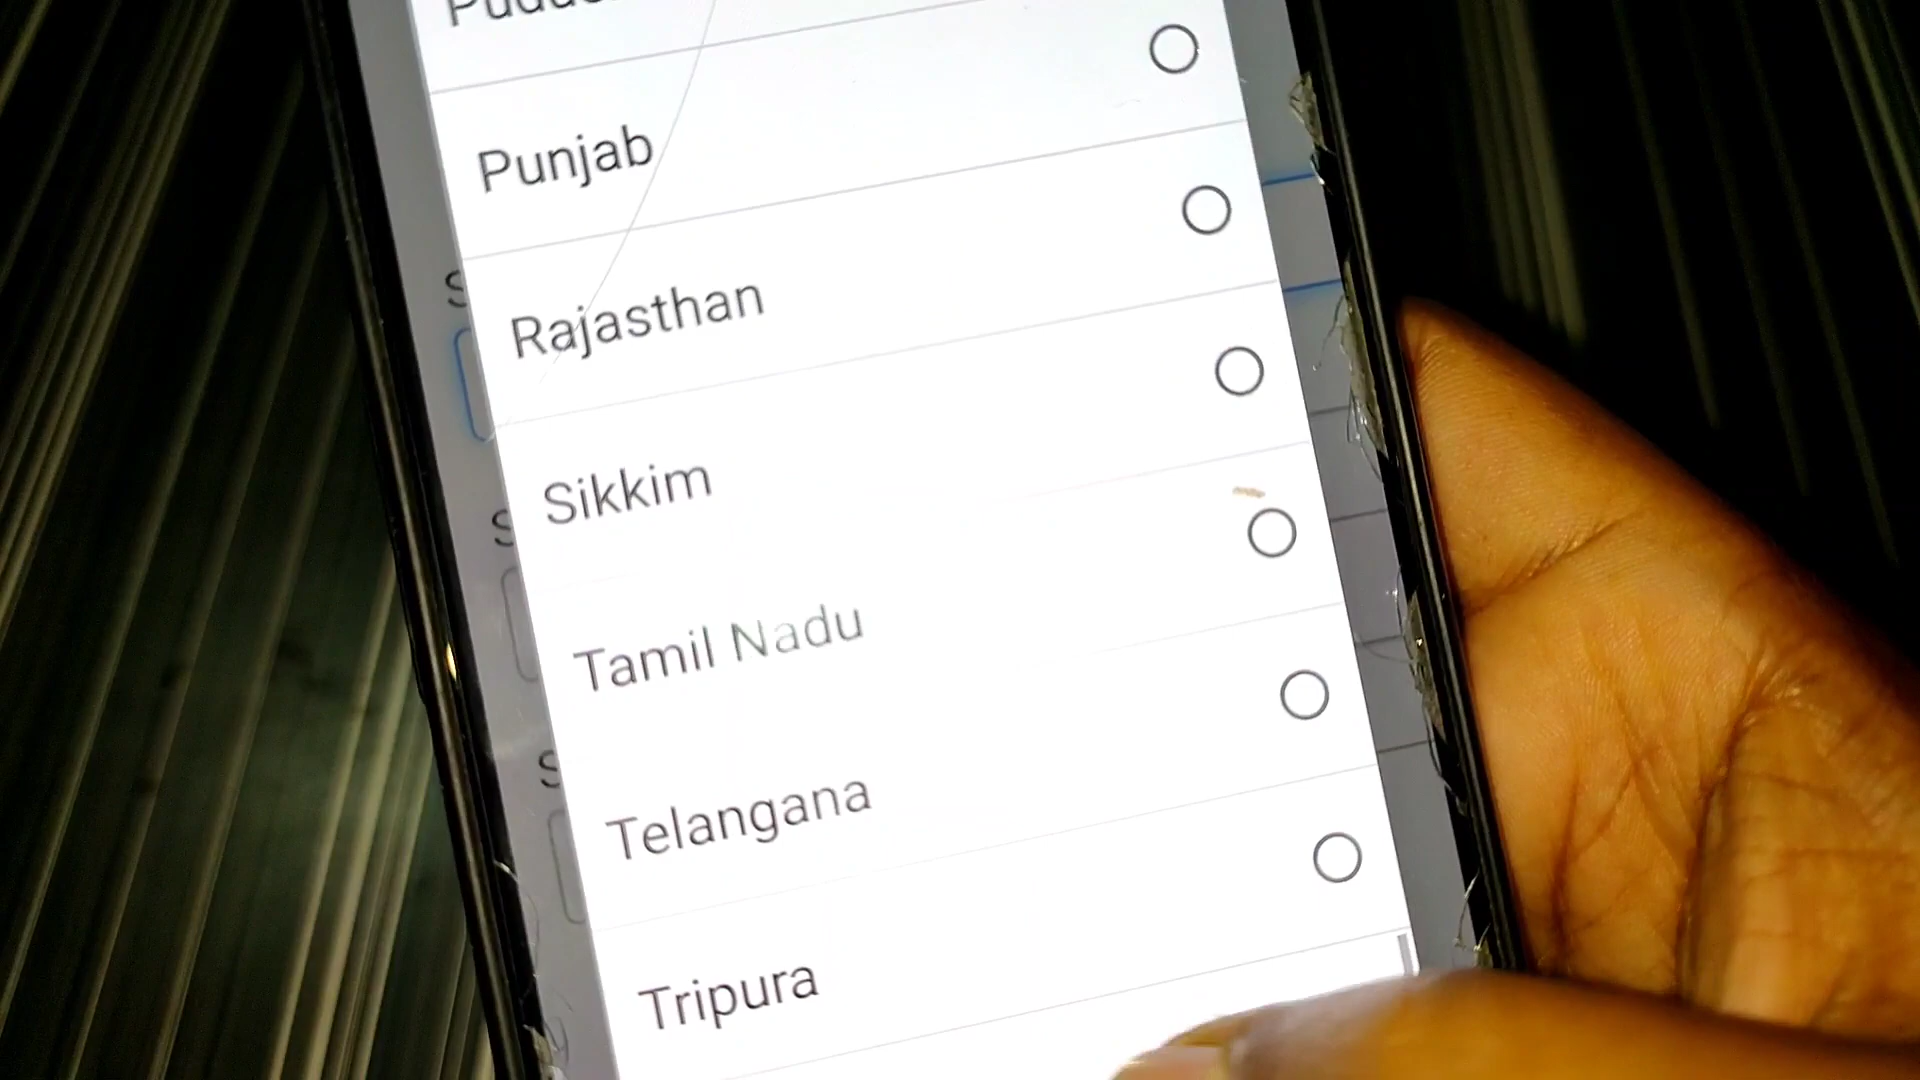 Punjab
Rajasthan
Sikkim
Tamil Nadu
Telangana
Tripura